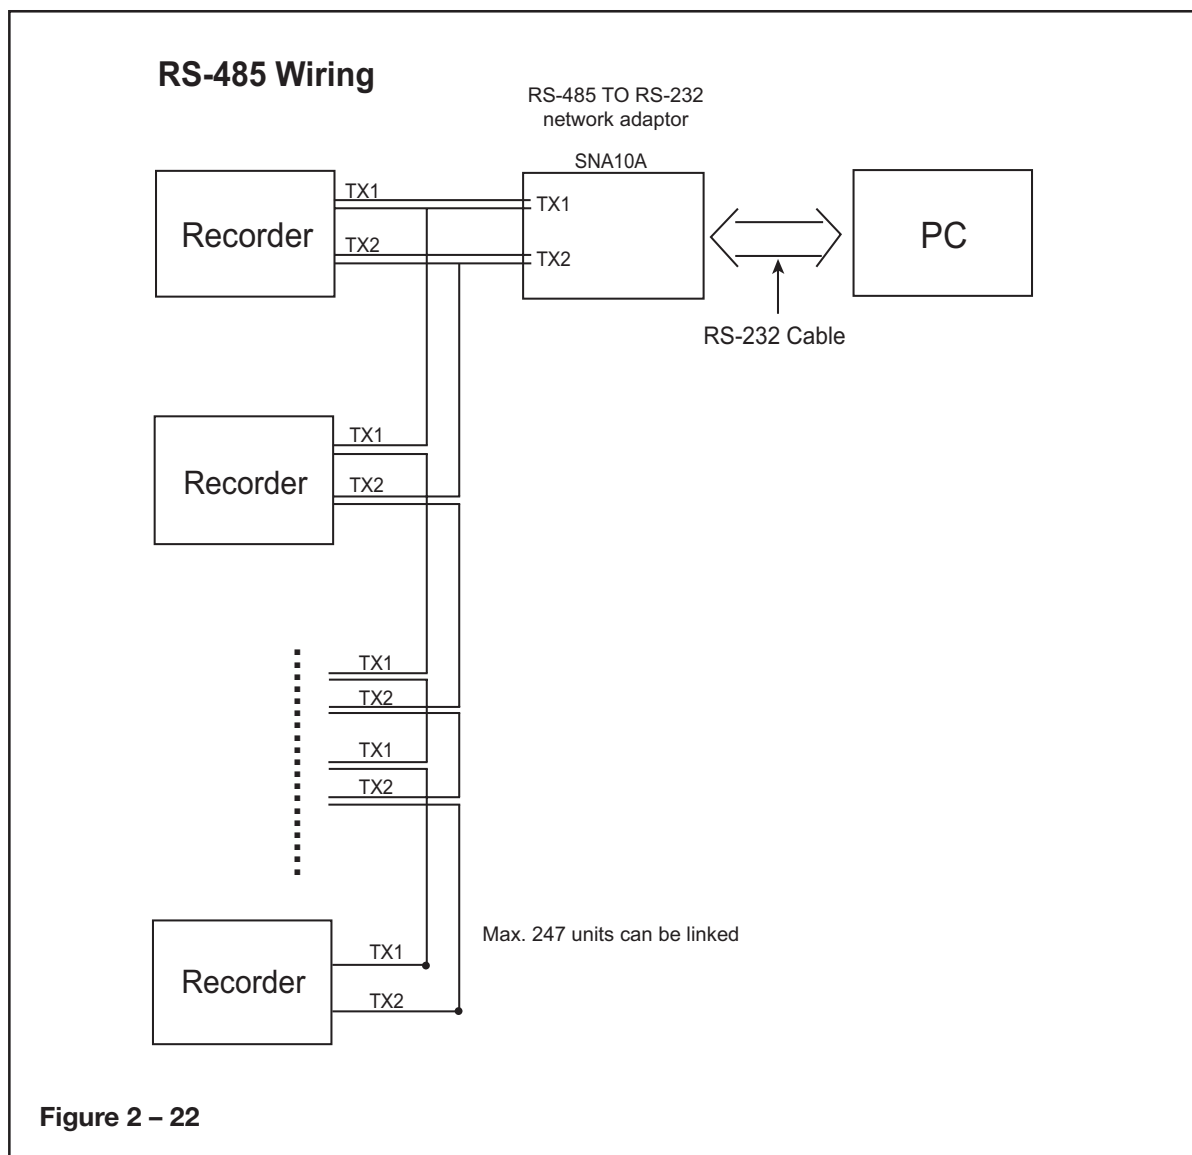 RS-485 Wiring
RS-485 TO RS-232
network adaptor
SNA10A
Recorder
TX1
TX2
TX1
TX2
PC
RS-232 Cable
Recorder
TX1
TX2
TX1
TX2
TX1
TX2
Max. 247 units can be linked
Recorder
TX1
TX2
Figure 2 – 22